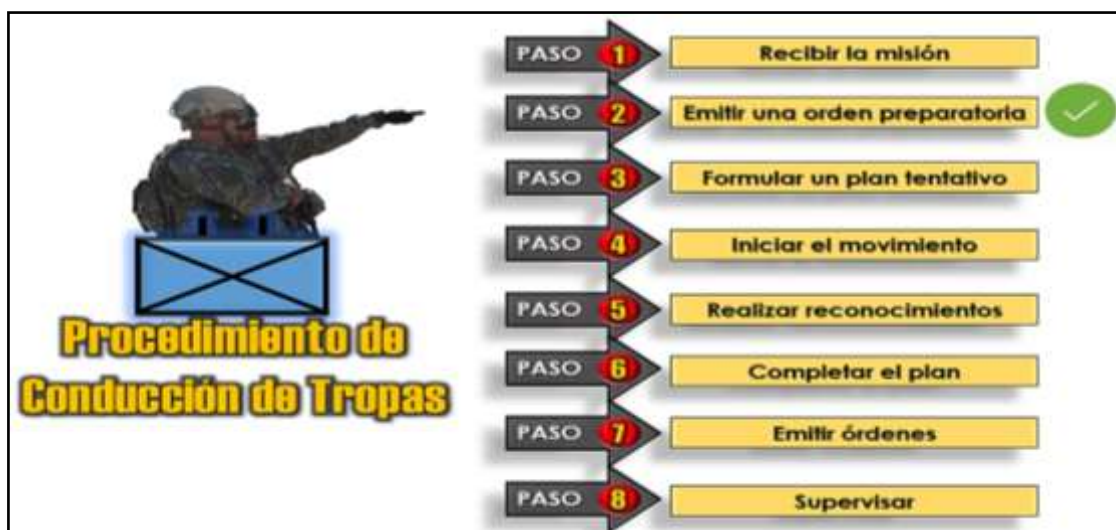 Procedimiento de
Conducción de Tropas
PASO 1 Recibir la misión
PASO 2 Emitir una orden preparatoria
PASO 3 Formular un plan tentativo
PASO 4 Iniciar el movimiento
PASO 5 Realizar reconocimientos
PASO 6 Completar el plan
PASO 7 Emitir órdenes
PASO 8 Supervisar